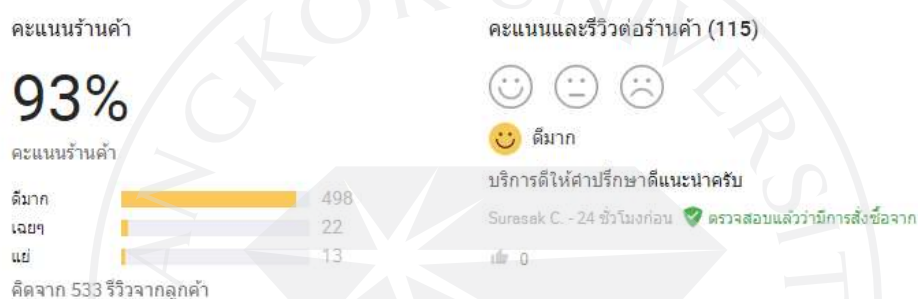 คะแนนร้านค้า
93%
คะแนนร้านค้า
ดีมาก 498
เฉยๆ 22
แย่ 13
คิดจาก 533 รีวิวจากลูกค้า
คะแนนและรีวิวต่อร้านค้า (115)
ดีมาก
บริการดีให้คำปรึกษาดีแนะนำครับ
Surasak C. - 24 ชั่วโมงก่อน ตรวจสอบแล้วว่ามีการสั่งซื้อจาก
0